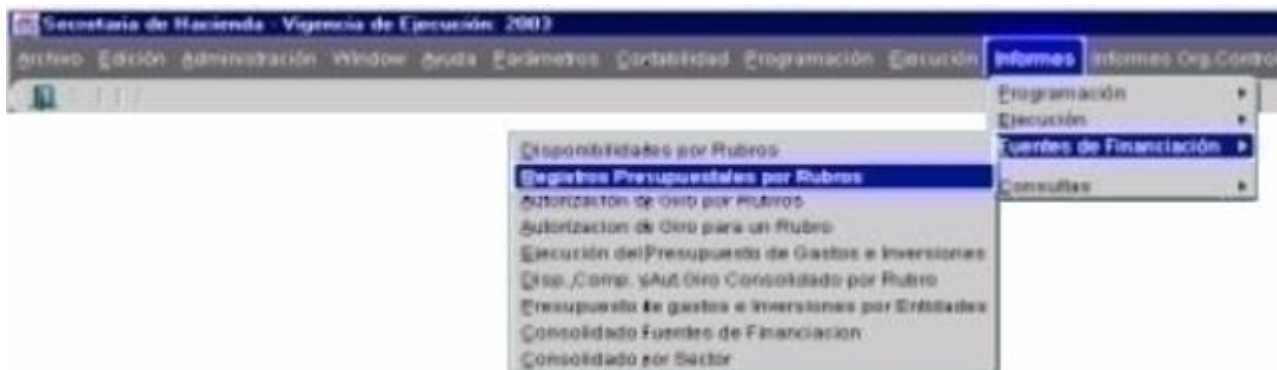 Secretaria de Hacienda - Vigencia de Ejecución: 2003
Archivo Edición Administración Window Ayuda Parámetros Contabilidad Programación Ejecución Informes Informes Org.Control
Programación
Ejecución
Fuentes de Financiación
Consultas
Disponibilidades por Rubros
Registros Presupuestales por Rubros
Autorización de Giro por Rubros
Autorizacion de Giro para un Rubro
Ejecución del Presupuesto de Gastos e Inversiones
Disp.,Comp. yAut.Giro Consolidado por Rubro
Presupuesto de gastos e Inversiones por Entidades
Consolidado Fuentes de Financiacion
Consolidado por Sector